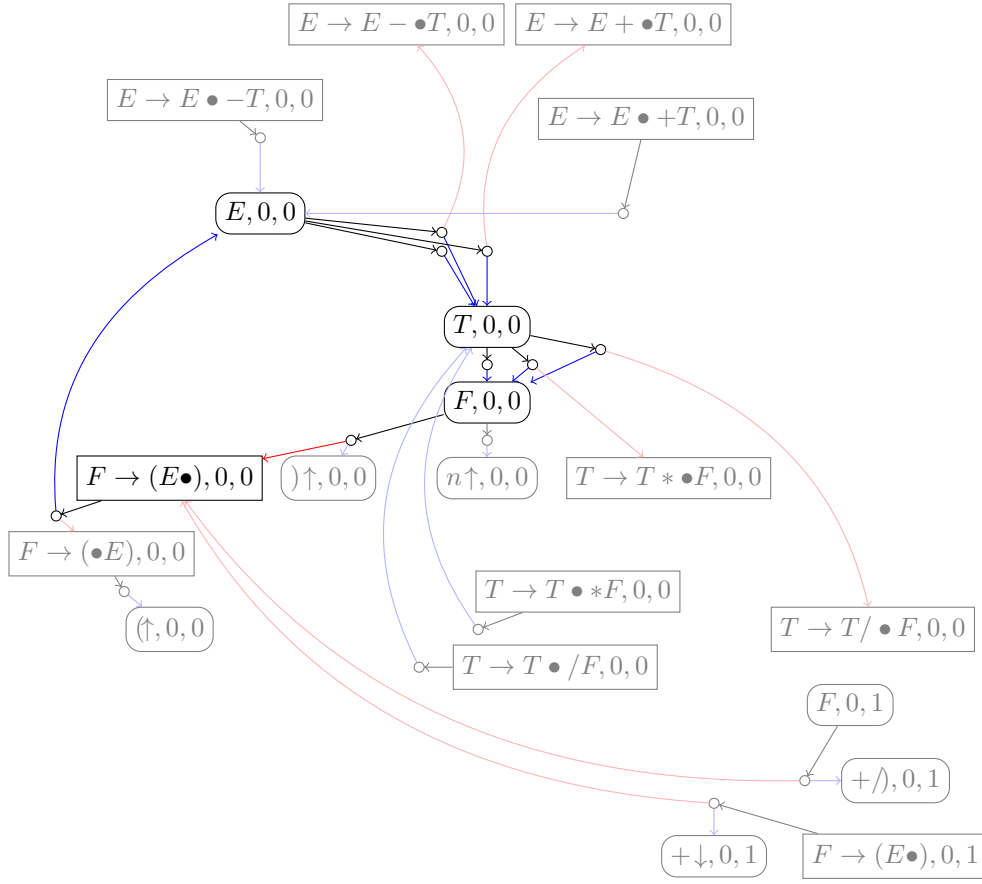 E → E − ●T, 0, 0
E → E + ●T, 0, 0
E → E ● −T, 0, 0
E → E ● +T, 0, 0
E, 0, 0
T, 0, 0
F, 0, 0
F → (E●), 0, 0
)↑, 0, 0
n↑, 0, 0
T → T ∗ ●F, 0, 0
F → (●E), 0, 0
T → T ● ∗F, 0, 0
(↑, 0, 0
T → T/ ● F, 0, 0
T → T ● /F, 0, 0
F, 0, 1
+/), 0, 1
+↓, 0, 1
F → (E●), 0, 1